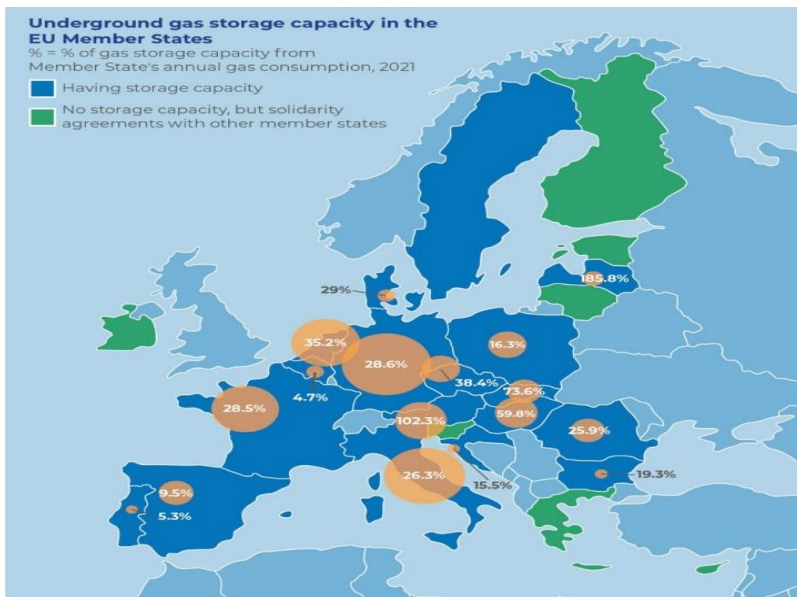 Underground gas storage capacity in the
EU Member States
% = % of gas storage capacity from
Member State's annual gas consumption, 2021
Having storage capacity
No storage capacity, but solidarity
agreements with other member states
185.8%
29%
35.2%
16.3%
28.6%
38.4%
4.7%
73.6%
28.5%
59.8%
102.3%
25.9%
26.3%
15.5%
19.3%
9.5%
5.3%